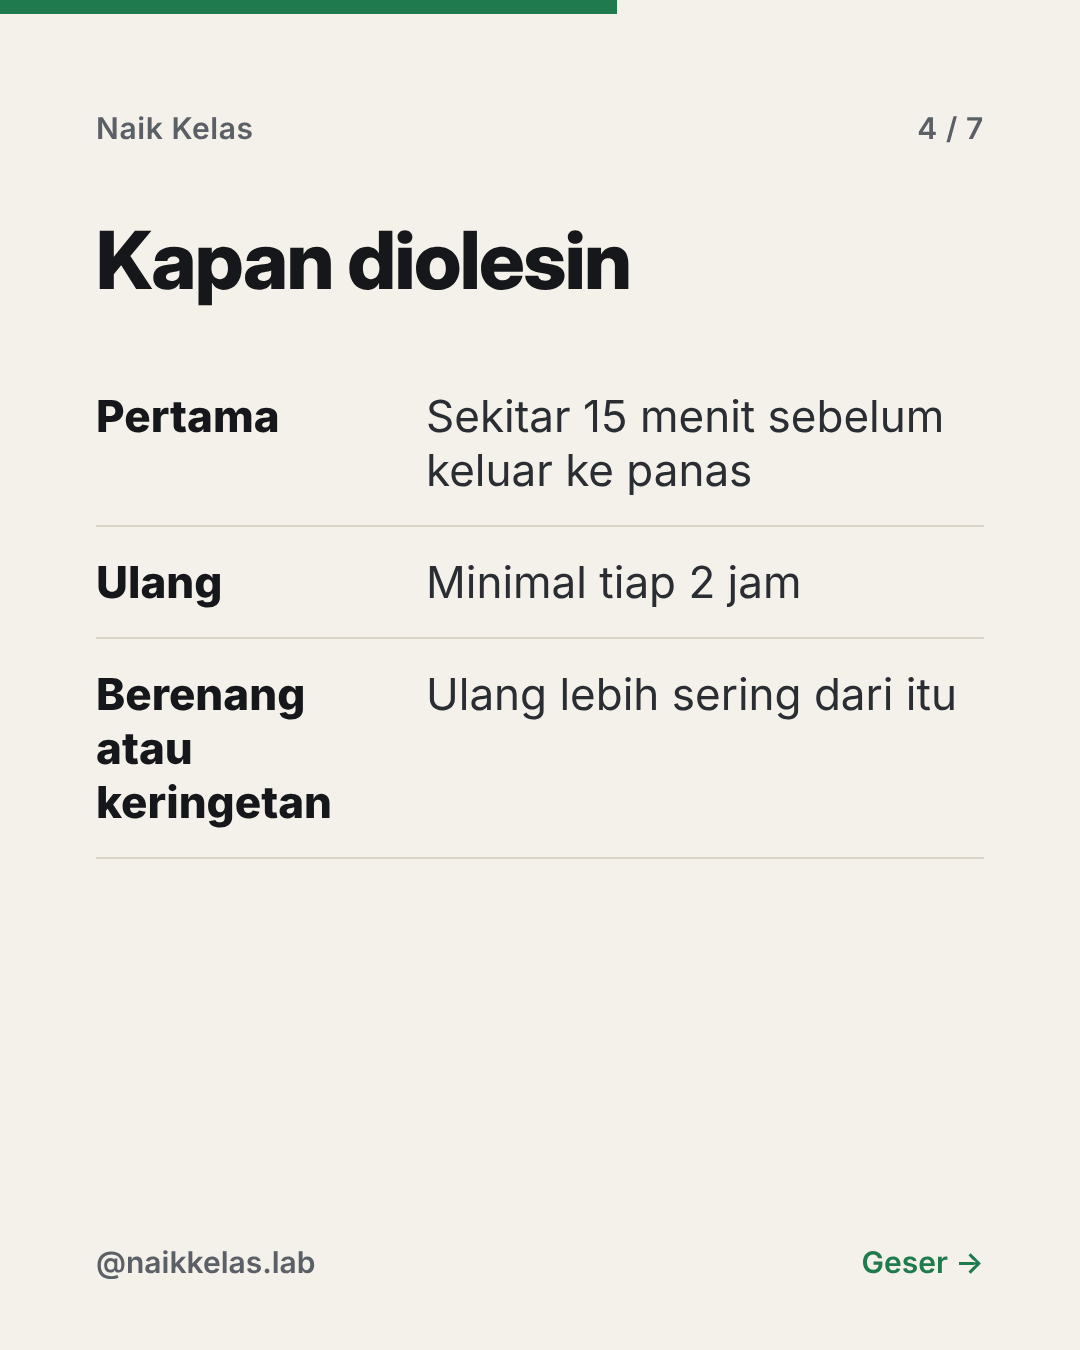 Naik Kelas
4 / 7
Kapan diolesin
Pertama
Sekitar 15 menit sebelum
keluar ke panas
Ulang
Minimal tiap 2 jam
Berenang
atau
keringetan
Ulang lebih sering dari itu
@naikkelas.lab
Geser →